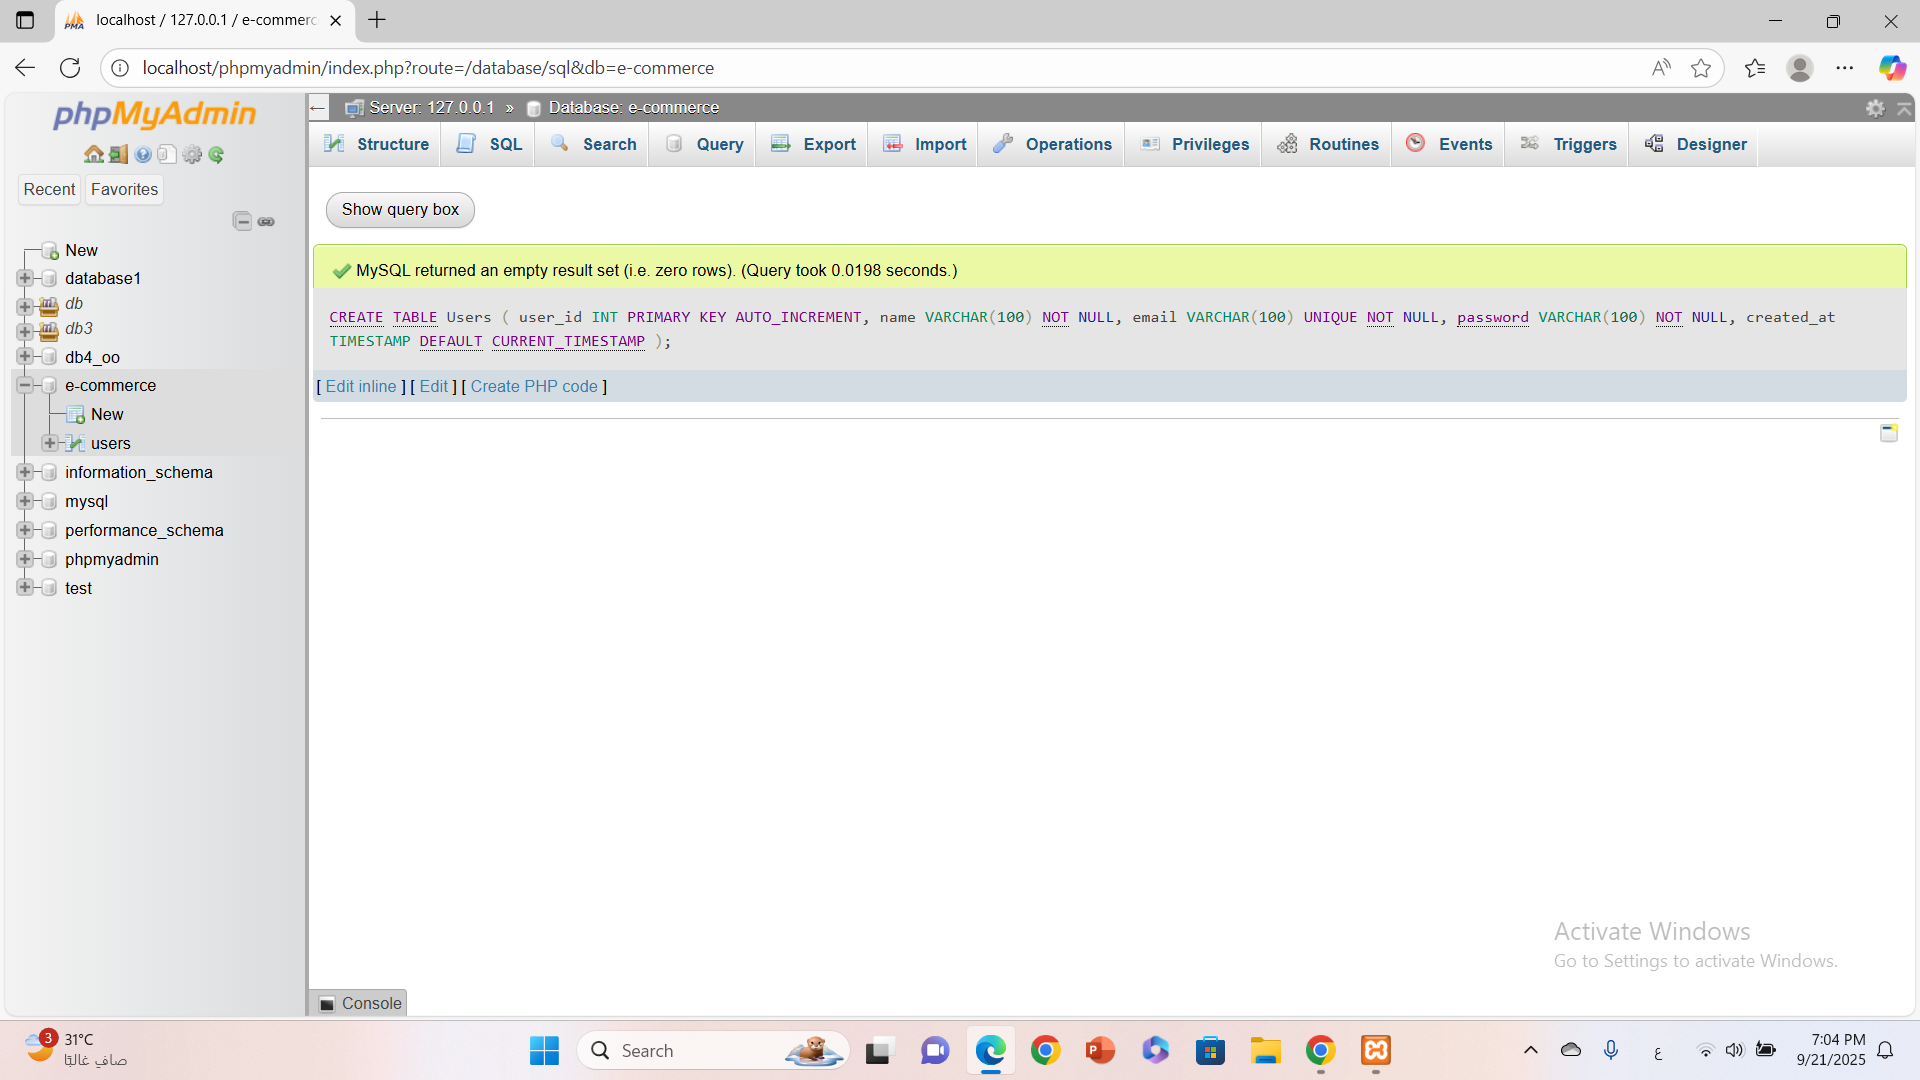 localhost / 127.0.0.1 / e-commerc
localhost/phpmyadmin/index.php?route=/database/sql&db=e-commerce
phpMyAdmin
Server: 127.0.0.1 » Database: e-commerce
Structure SQL Search Query Export Import Operations Privileges Routines Events Triggers Designer
Recent Favorites
New
database1
db
db3
db4_oo
e-commerce
New
users
information_schema
mysql
performance_schema
phpmyadmin
test
Show query box
MySQL returned an empty result set (i.e. zero rows). (Query took 0.0198 seconds.)
CREATE TABLE Users ( user_id INT PRIMARY KEY AUTO_INCREMENT, name VARCHAR(100) NOT NULL, email VARCHAR(100) UNIQUE NOT NULL, password VARCHAR(100) NOT NULL, created_at
TIMESTAMP DEFAULT CURRENT_TIMESTAMP );
[ Edit inline ] [ Edit ] [ Create PHP code ]
Activate Windows
Go to Settings to activate Windows.
Console
3
31°C
صافٍ غالبًا
Search
ع
7:04 PM
9/21/2025